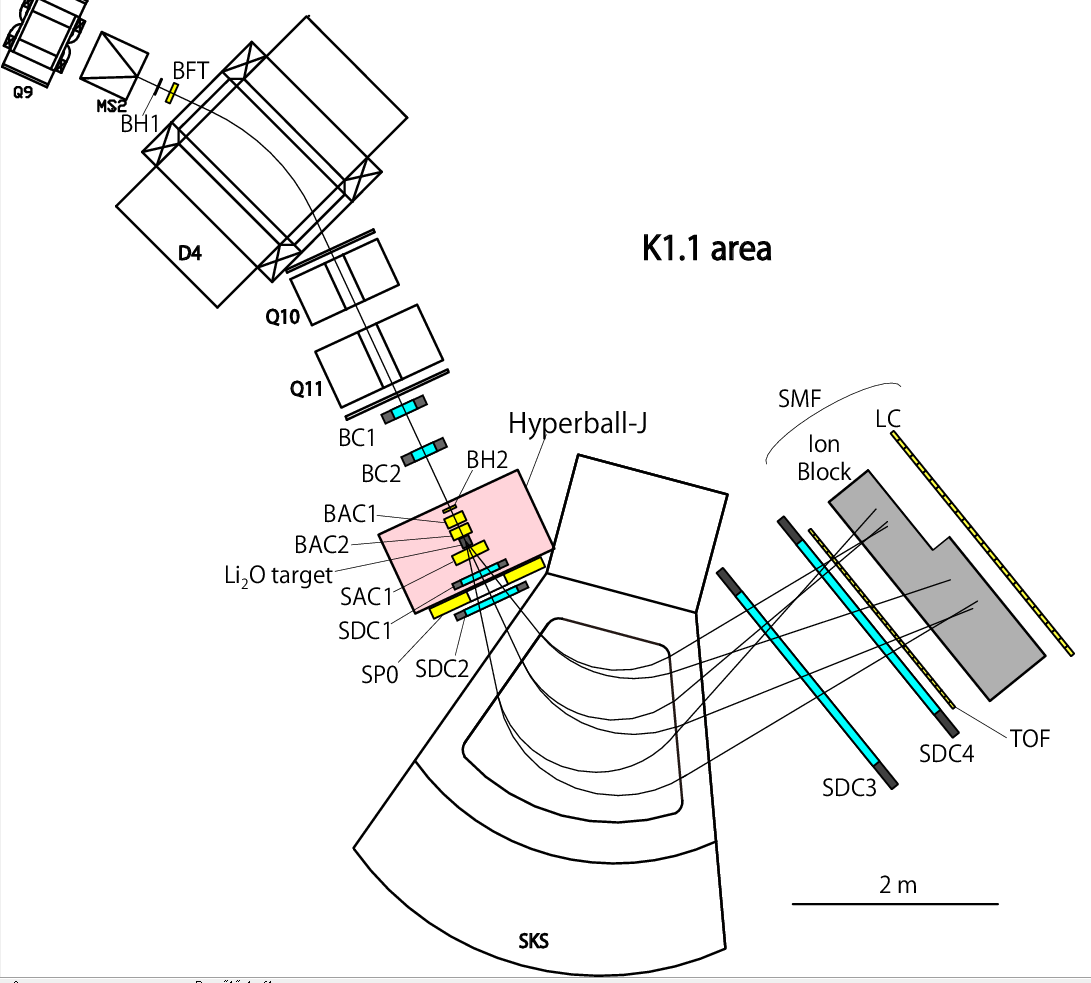 Q9
MS2
BH1
BFT
D4
K1.1 area
Q10
Q11
BC1
BC2
Hyperball-J
BH2
BAC1
BAC2
Li2O target
SAC1
SDC1
SP0
SDC2
SMF
LC
Ion
Block
TOF
SDC4
SDC3
2 m
SKS